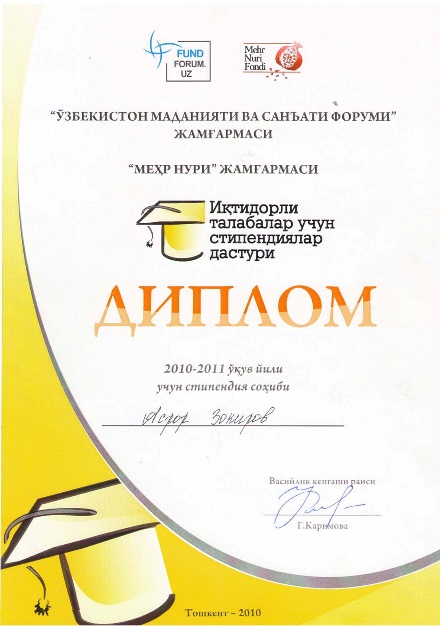 FUND
FORUM.
UZ
Mehr
Nuri
Fondi
“ЎЗБЕКИСТОН МАДАНИЯТИ ВА САНЪАТИ ФОРУМИ”
ЖАМҒАРМАСИ
“МЕҲР НУРИ” ЖАМҒАРМАСИ
Иқтидорли
талабалар учун
стипендиялар
дастури
ДИПЛОМ
2010-2011 ўқув йили
учун стипендия соҳиби
Асрор Зокиров
Васийлик кенгаши раиси
Г.Каримова
Тошкент – 2010